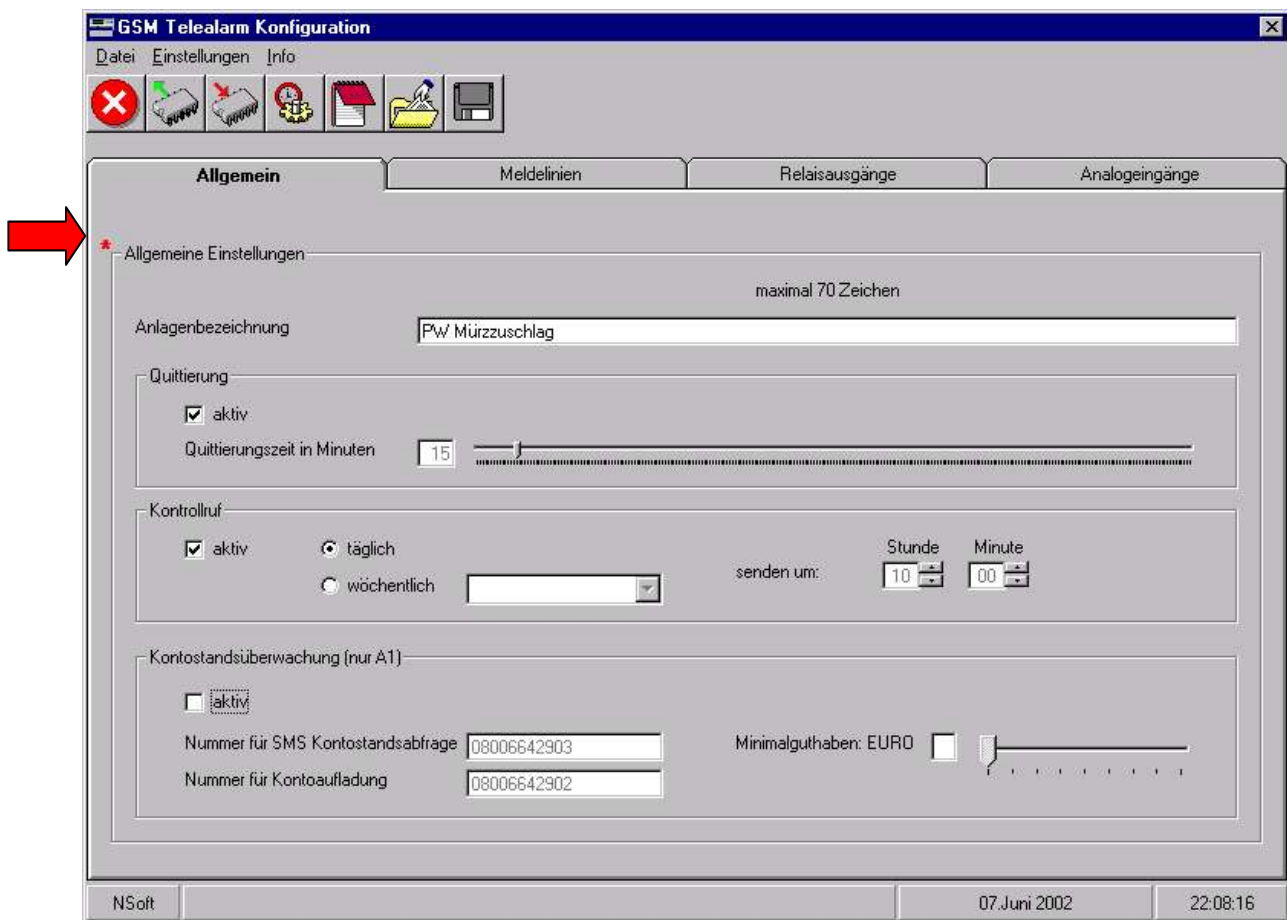 GSM Telealarm Konfiguration
Datei Einstellungen Info
Allgemein Meldelinien Relaisausgänge Analogeingänge
* Allgemeine Einstellungen
maximal 70 Zeichen
Anlagenbezeichnung PW Mürzzuschlag
Quittierung
aktiv
Quittierungszeit in Minuten 15
Kontrollruf
aktiv täglich
Stunde Minute
wöchentlich senden um: 10 00
Kontostandsüberwachung (nur A1)
aktiv
Nummer für SMS Kontostandsabfrage 08006642903 Minimalguthaben: EURO
Nummer für Kontoaufladung 08006642902
NSoft 07.Juni 2002 22:08:16